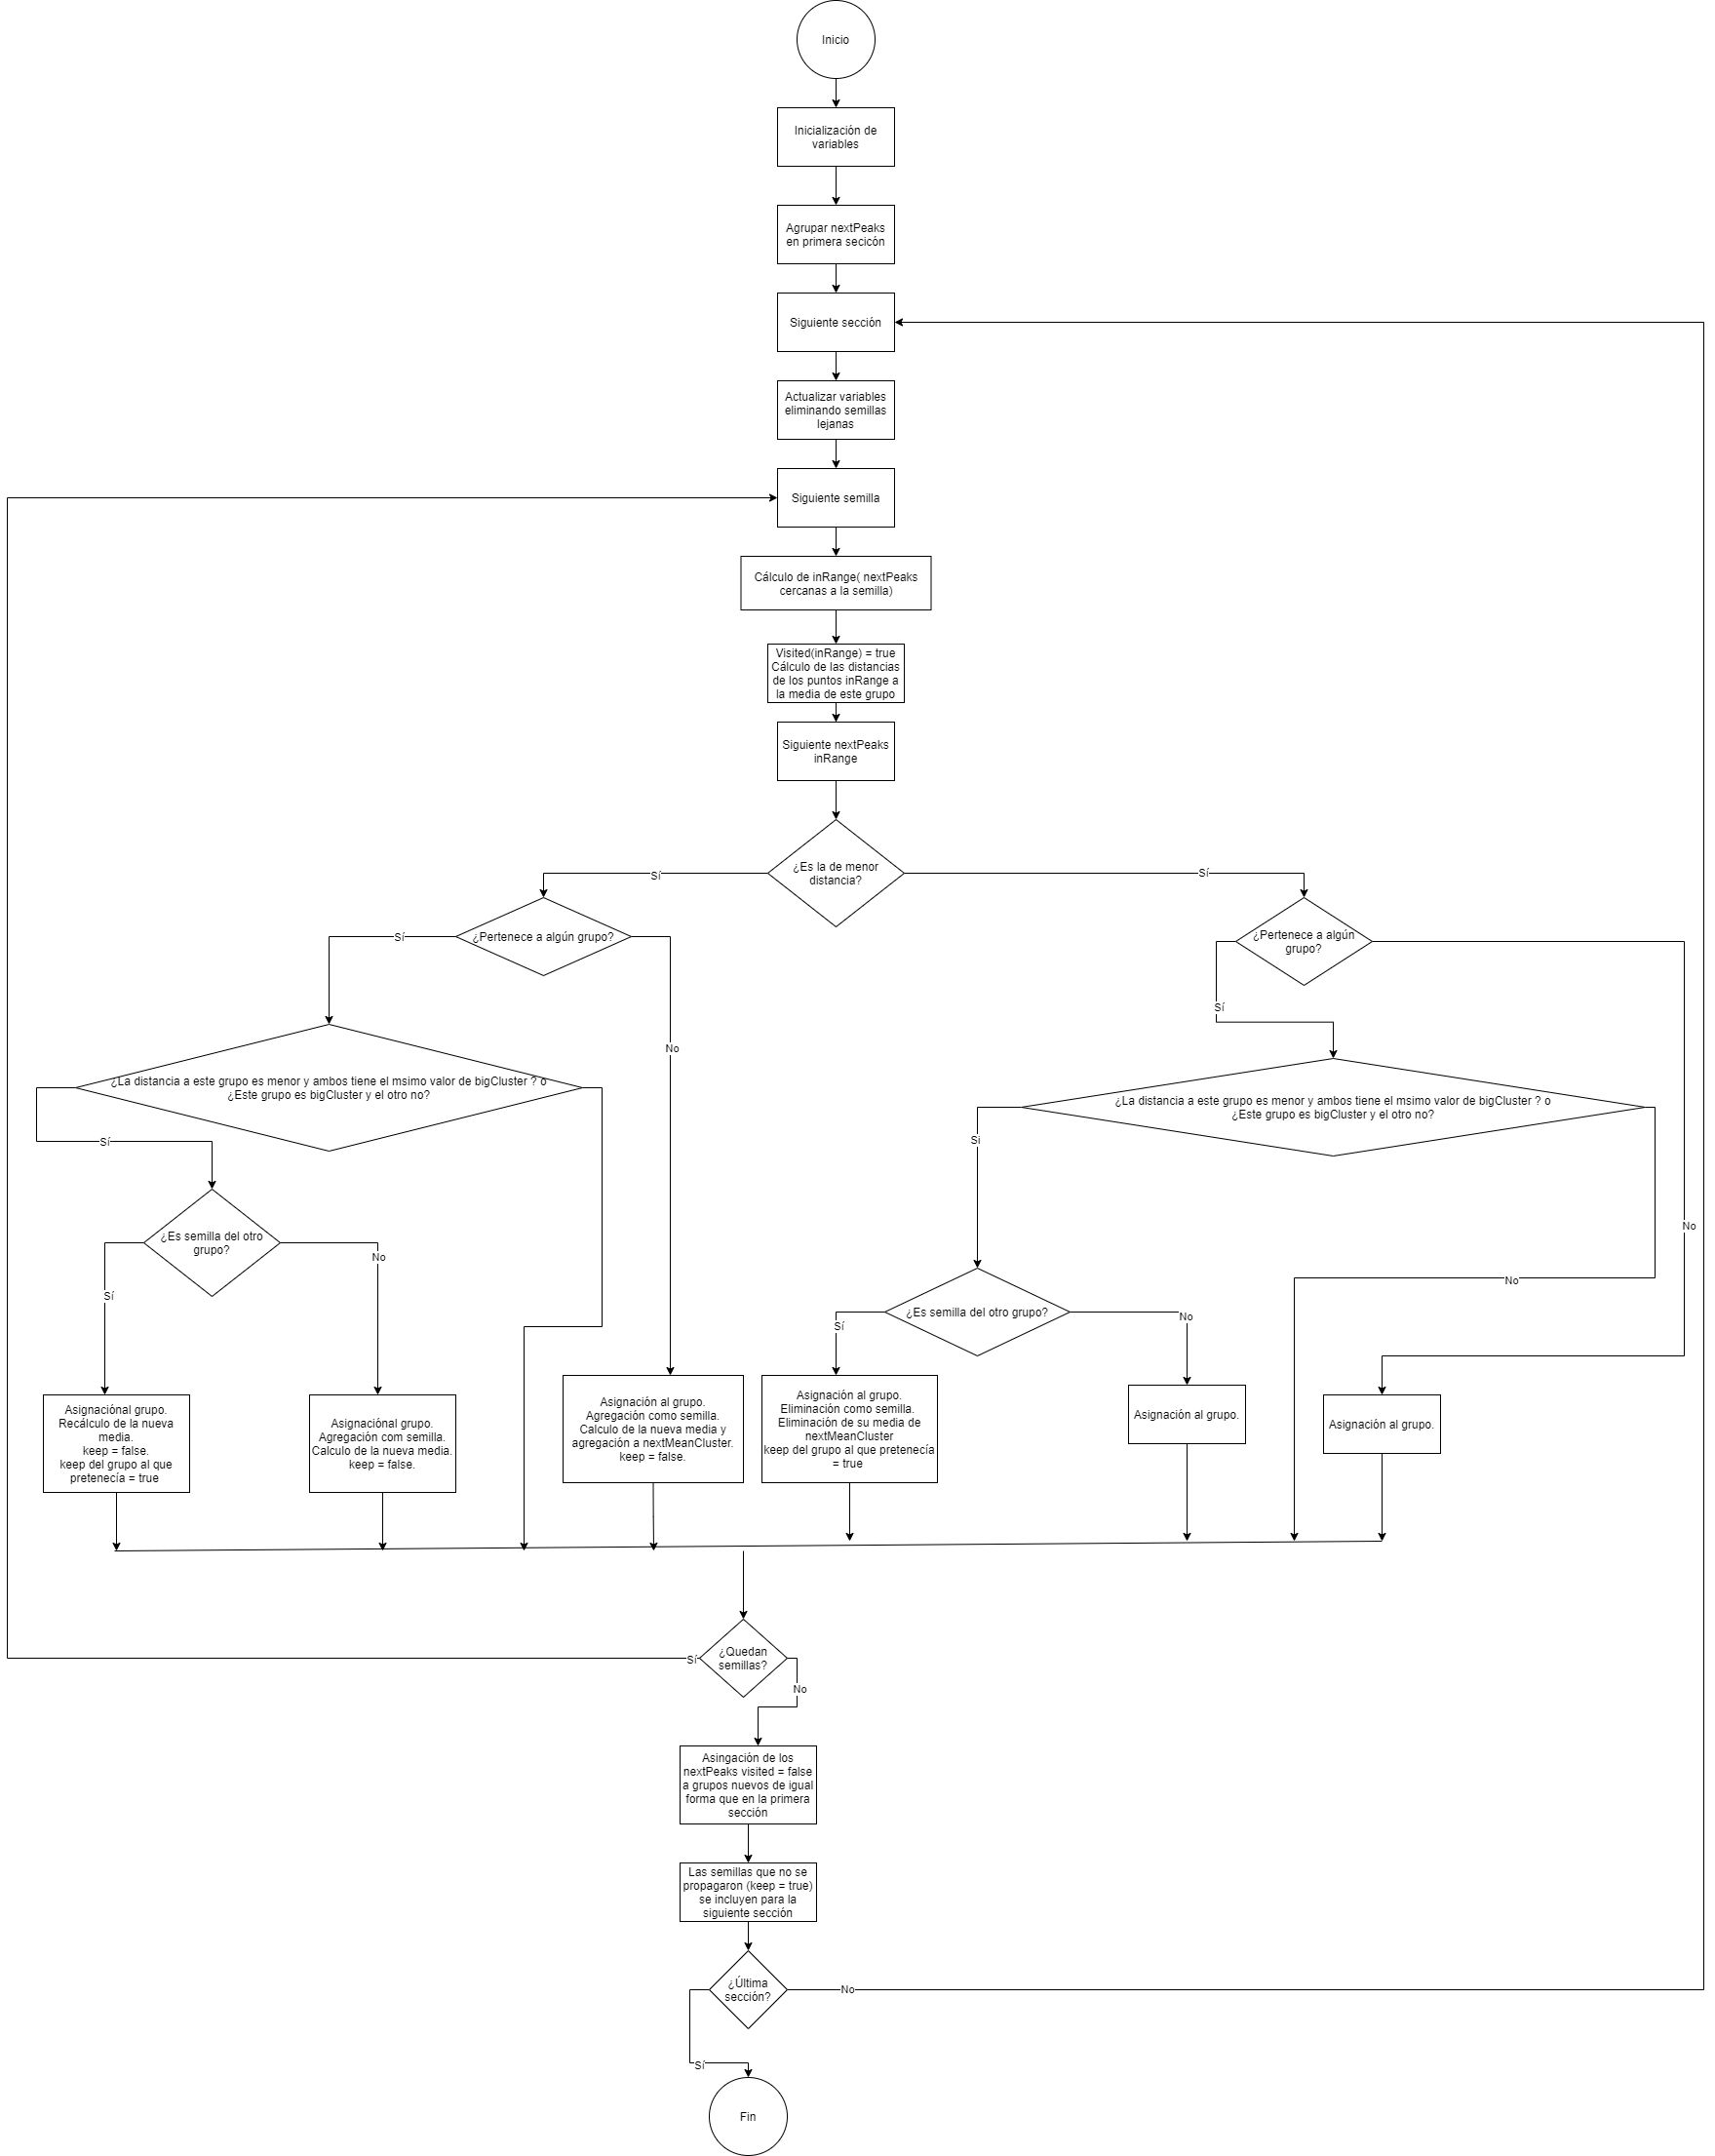 Inicio
Inicialización de
variables
Agrupar nextPeaks
en primera secicón
Siguiente sección
Actualizar variables
eliminando semillas
lejanas
Siguiente semilla
Cálculo de inRange( nextPeaks
cercanas a la semilla)
Visited(inRange) = true
Cálculo de las distancias
de los puntos inRange a
la media de este grupo
Siguiente nextPeaks
inRange
¿Es la de menor
distancia?
Sí
Sí
¿Pertenece a algún grupo?
¿Pertenece a algún
grupo?
Sí
No
Sí
No
¿La distancia a este grupo es menor y ambos tiene el msimo valor de bigCluster ? o
¿Este grupo es bigCluster y el otro no?
¿La distancia a este grupo es menor y ambos tiene el msimo valor de bigCluster ? o
¿Este grupo es bigCluster y el otro no?
Sí
Si
No
¿Es semilla del otro
grupo?
¿Es semilla del otro grupo?
Sí
No
Sí
No
Asignaciónal grupo.
Recálculo de la nueva
media.
keep = false.
keep del grupo al que
pretenecía = true
Asignaciónal grupo.
Agregación com semilla.
Calculo de la nueva media.
keep = false.
Asignación al grupo.
Agregación como semilla.
Calculo de la nueva media y
agregación a nextMeanCluster.
keep = false.
Asignación al grupo.
Eliminación como semilla.
Eliminación de su media de
nextMeanCluster
keep del grupo al que pretenecía
= true
Asignación al grupo.
Asignación al grupo.
¿Quedan
semillas?
Sí
No
Asingación de los
nextPeaks visited = false
a grupos nuevos de igual
forma que en la primera
sección
Las semillas que no se
propagaron (keep = true)
se incluyen para la
siguiente sección
¿Última
sección?
No
Sí
Fin